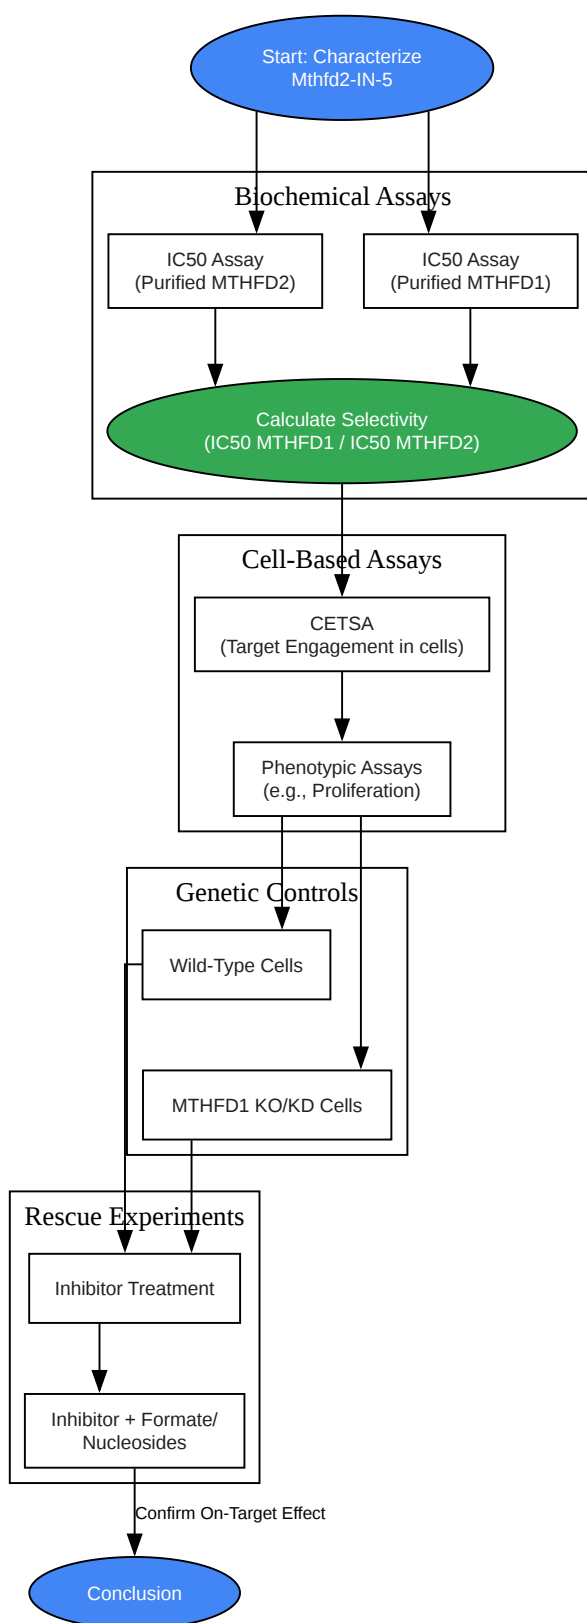 Start: Characterize
Mthfd2-IN-5
Biochemical Assays
IC50 Assay
(Purified MTHFD2)
IC50 Assay
(Purified MTHFD1)
Calculate Selectivity
(IC50 MTHFD1 / IC50 MTHFD2)
Cell-Based Assays
CETSA
(Target Engagement in cells)
Phenotypic Assays
(e.g., Proliferation)
Genetic Controls
Wild-Type Cells
MTHFD1 KO/KD Cells
Rescue Experiments
Inhibitor Treatment
Inhibitor + Formate/
Nucleosides
Confirm On-Target Effect
Conclusion